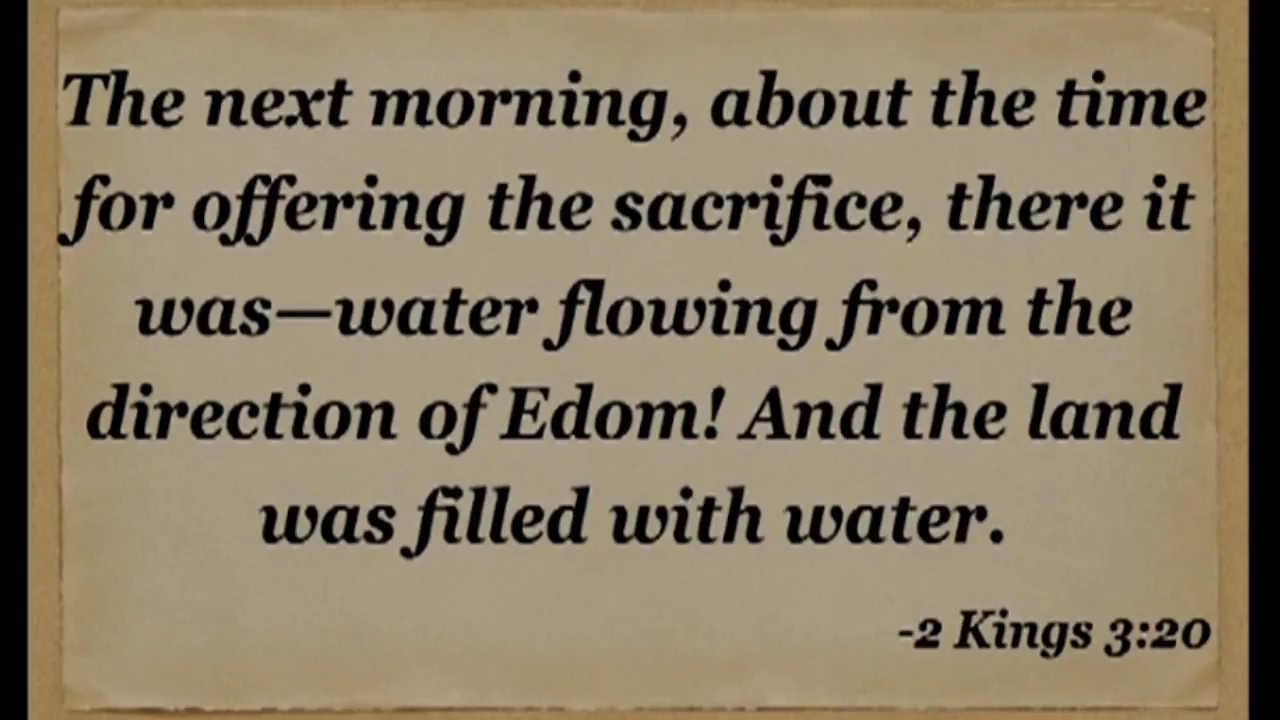 The next morning, about the time
for offering the sacrifice, there it
was—water flowing from the
direction of Edom! And the land
was filled with water.
-2 Kings 3:20